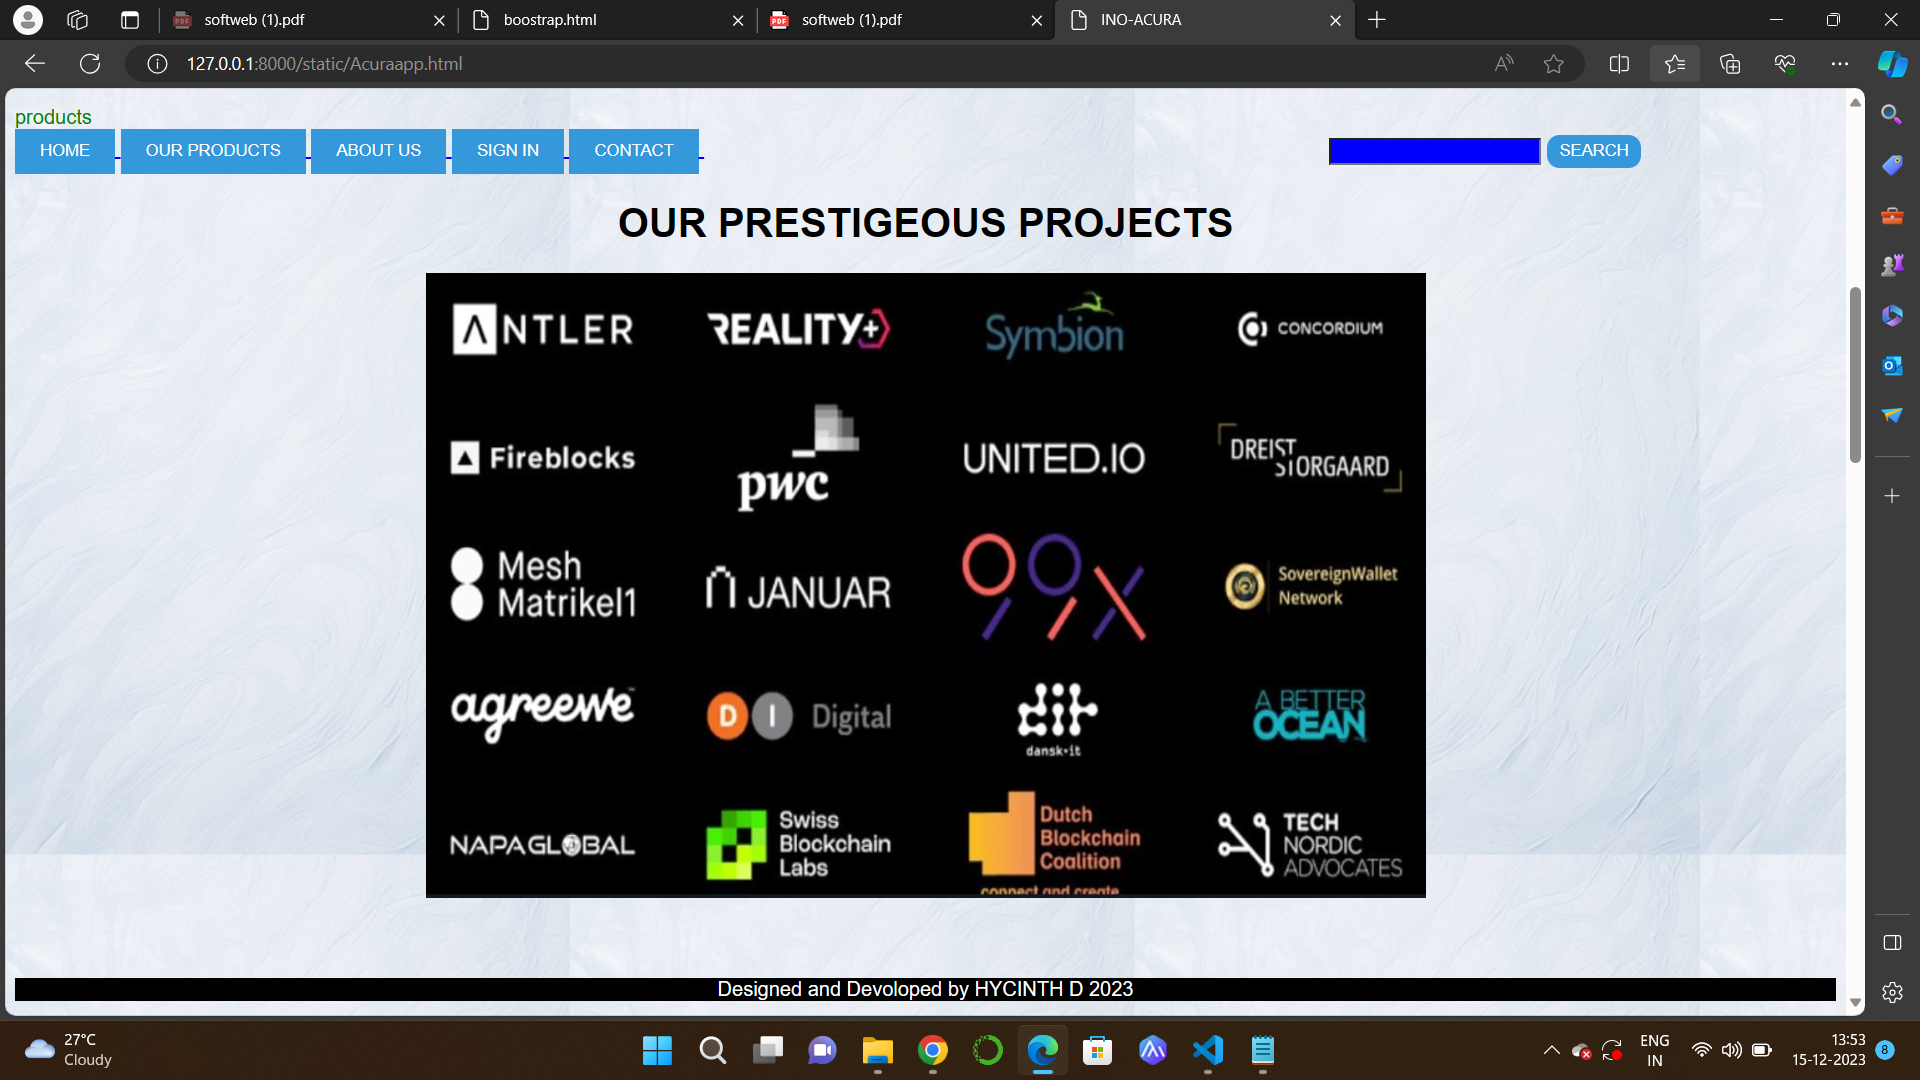 softweb (1).pdf
boostrap.html
softweb (1).pdf
INO-ACURA
127.0.0.1:8000/static/Acuraapp.html
products
HOME OUR PRODUCTS ABOUT US SIGN IN CONTACT SEARCH
OUR PRESTIGEOUS PROJECTS
ANTLER REALITY+ Symbion CONCORDIUM
Fireblocks pwc UNITED.IO DREIST STORGAARD
Mesh
Matrikel1
JANUAR
99X
SovereignWallet
Network
agreewe™
DI Digital
dit
dansk-it
A BETTER
OCEAN
NAPAGLOBAL
Swiss
Blockchain
Labs
Dutch
Blockchain
Coalition
connect and create
TECH
NORDIC
ADVOCATES
Designed and Devoloped by HYCINTH D 2023
27°C
Cloudy
ENG
IN
13:53
15-12-2023
8